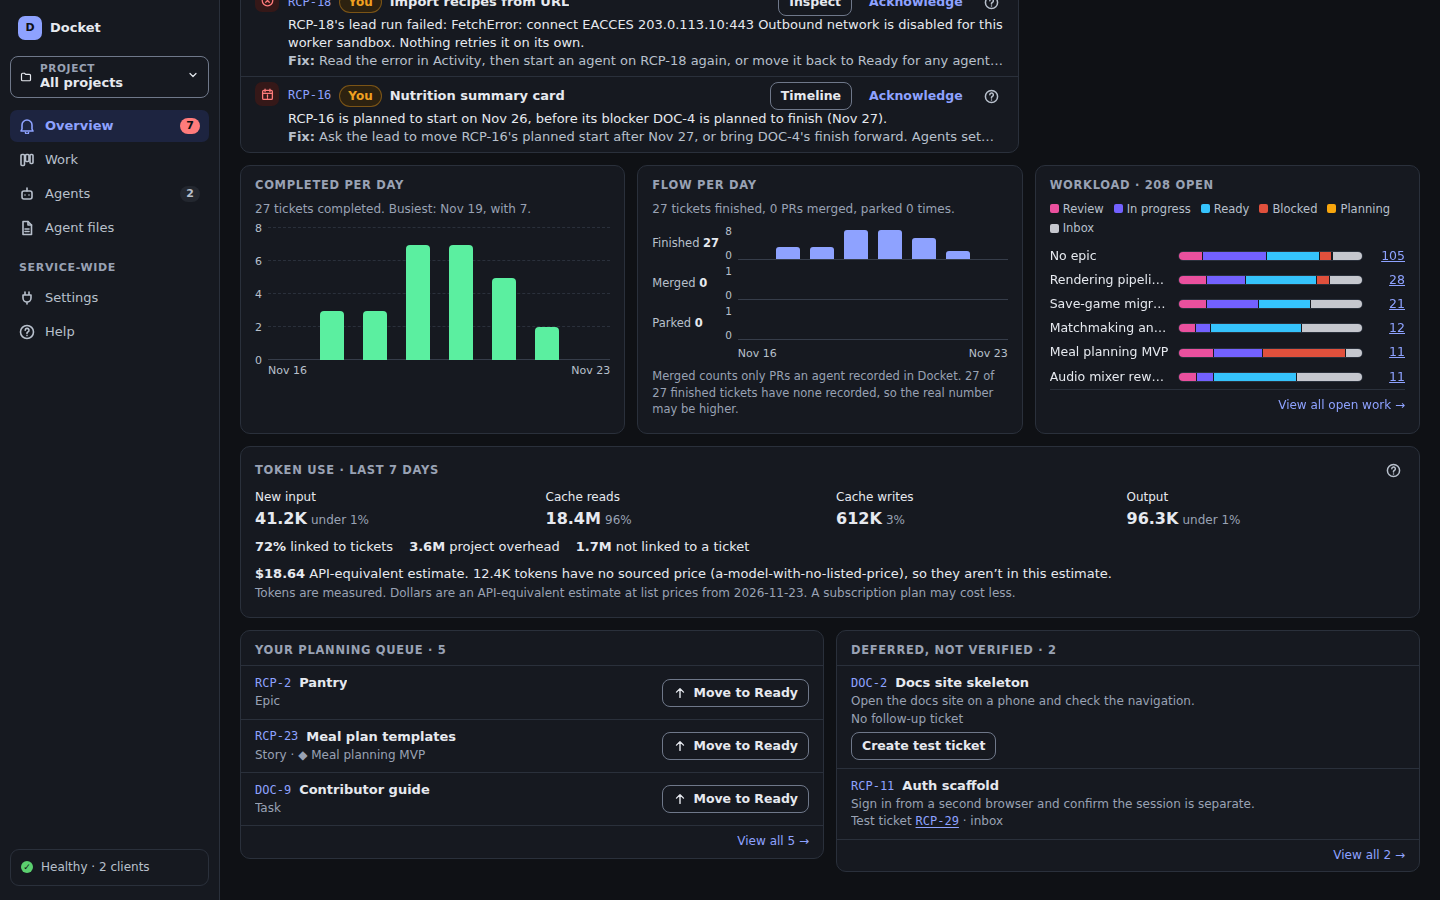 D Docket
PROJECT
All projects
Overview 7
Work
Agents 2
Agent files
SERVICE-WIDE
Settings
Help
Healthy · 2 clients
RCP-18 You Import recipes from URL Inspect Acknowledge
RCP-18's lead run failed: FetchError: connect EACCES 203.0.113.10:443 Outbound network is disabled for this
worker sandbox. Nothing retries it on its own.
Fix: Read the error in Activity, then start an agent on RCP-18 again, or move it back to Ready for any agent…
RCP-16 You Nutrition summary card Timeline Acknowledge
RCP-16 is planned to start on Nov 26, before its blocker DOC-4 is planned to finish (Nov 27).
Fix: Ask the lead to move RCP-16's planned start after Nov 27, or bring DOC-4's finish forward. Agents set…
COMPLETED PER DAY
27 tickets completed. Busiest: Nov 19, with 7.
8
6
4
2
0
Nov 16 Nov 23
FLOW PER DAY
27 tickets finished, 0 PRs merged, parked 0 times.
Finished 27 8
0
Merged 0 1
0
Parked 0 1
0
Nov 16 Nov 23
Merged counts only PRs an agent recorded in Docket. 27 of
27 finished tickets have none recorded, so the real number
may be higher.
WORKLOAD · 208 OPEN
Review In progress Ready Blocked Planning
Inbox
No epic 105
Rendering pipeli… 28
Save-game migr… 21
Matchmaking an… 12
Meal planning MVP 11
Audio mixer rew… 11
View all open work →
TOKEN USE · LAST 7 DAYS
New input Cache reads Cache writes Output
41.2K under 1% 18.4M 96% 612K 3% 96.3K under 1%
72% linked to tickets 3.6M project overhead 1.7M not linked to a ticket
$18.64 API-equivalent estimate. 12.4K tokens have no sourced price (a-model-with-no-listed-price), so they aren’t in this estimate.
Tokens are measured. Dollars are an API-equivalent estimate at list prices from 2026-11-23. A subscription plan may cost less.
YOUR PLANNING QUEUE · 5
RCP-2 Pantry
Epic
↑ Move to Ready
RCP-23 Meal plan templates
Story · ◆ Meal planning MVP
↑ Move to Ready
DOC-9 Contributor guide
Task
↑ Move to Ready
View all 5 →
DEFERRED, NOT VERIFIED · 2
DOC-2 Docs site skeleton
Open the docs site on a phone and check the navigation.
No follow-up ticket
Create test ticket
RCP-11 Auth scaffold
Sign in from a second browser and confirm the session is separate.
Test ticket RCP-29 · inbox
View all 2 →